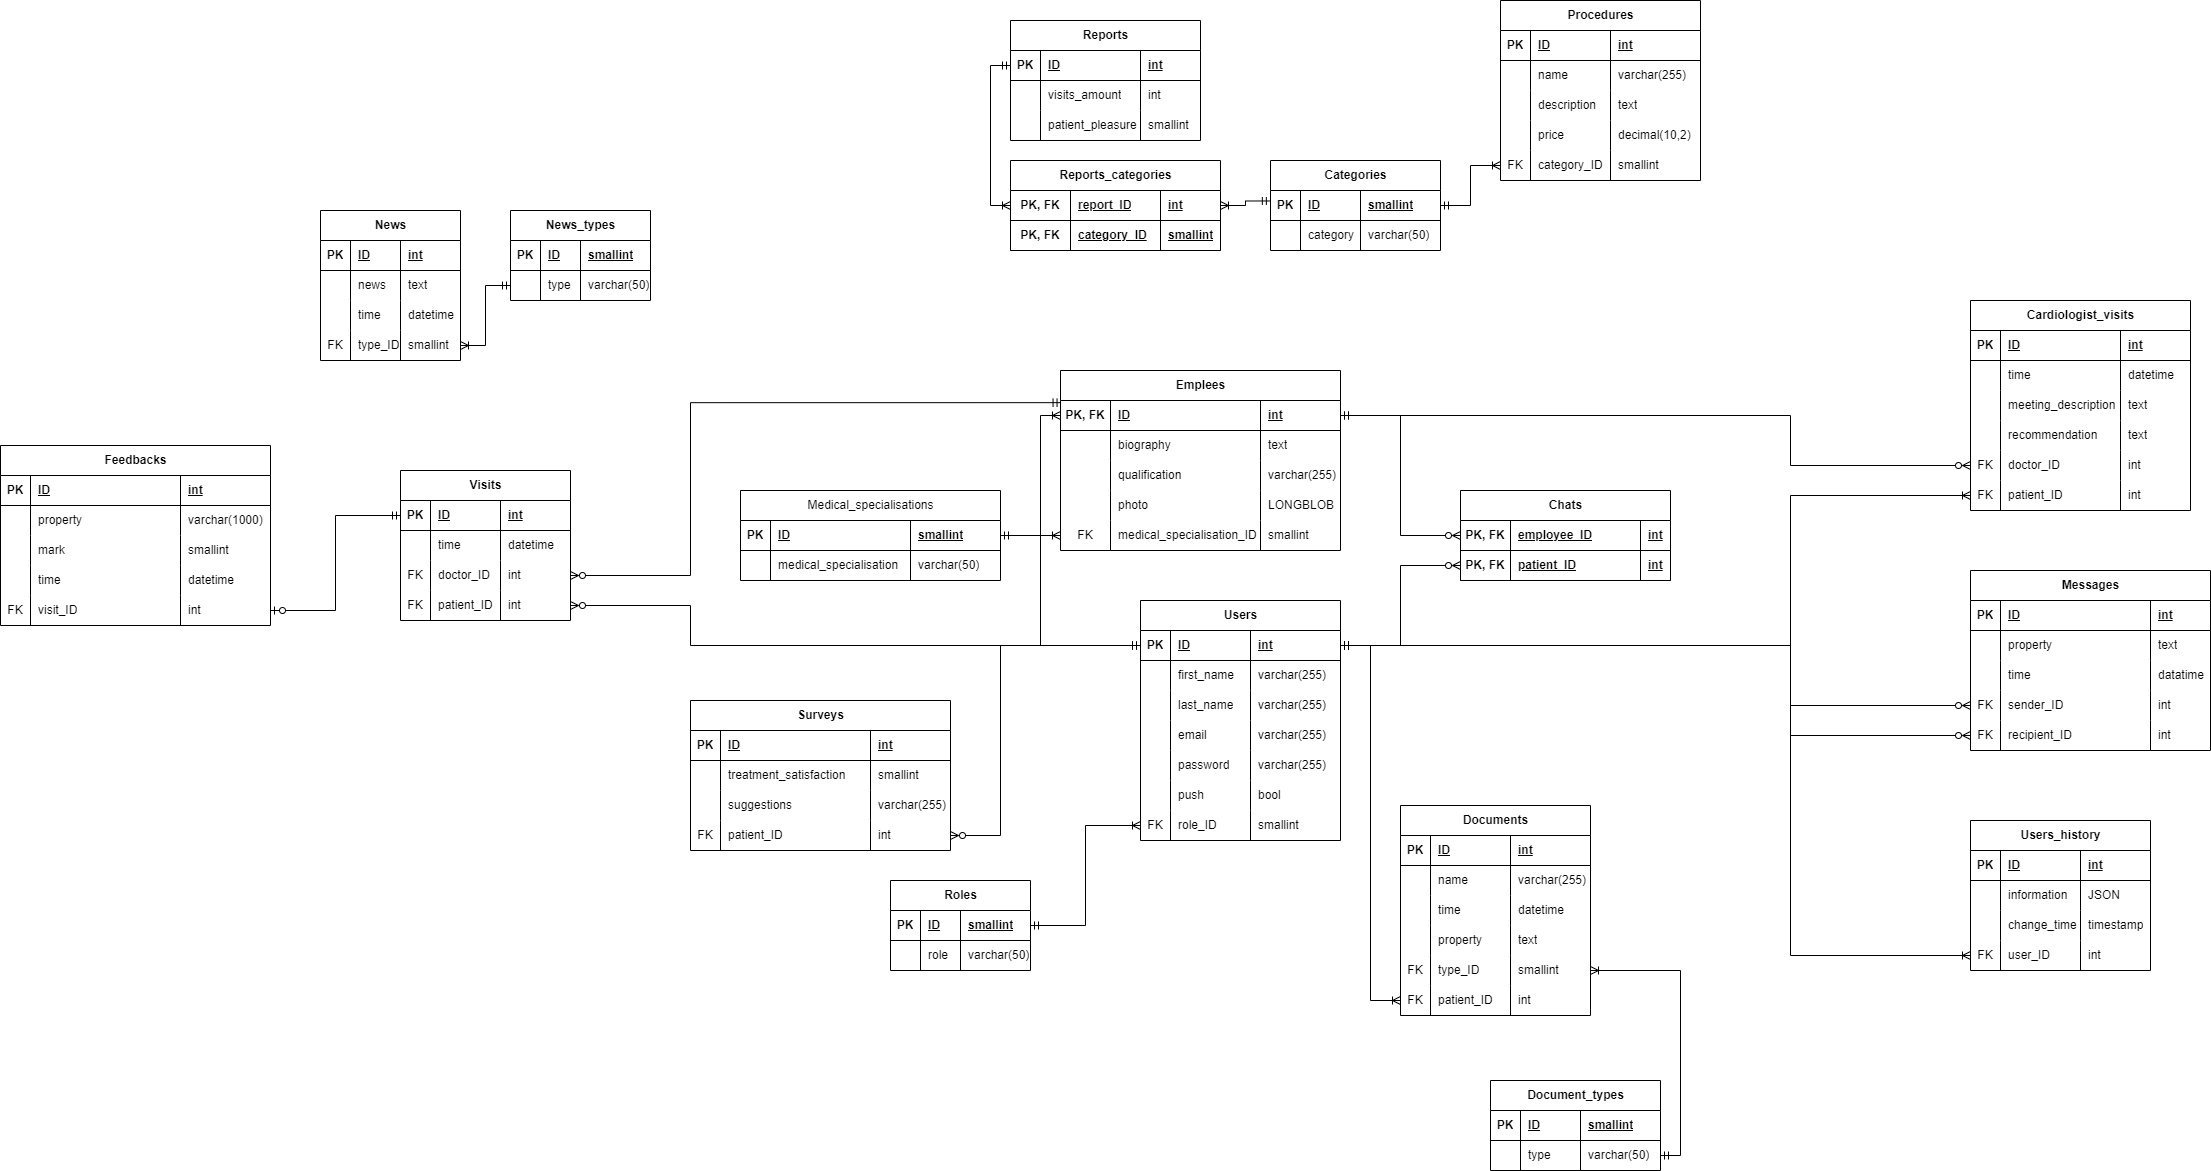 Procedures
PK ID int
name varchar(255)
description text
price decimal(10,2)
FK category_ID smallint
Reports
PK ID int
visits_amount int
patient_pleasure smallint
Reports_categories
PK, FK report_ID int
PK, FK category_ID smallint
Categories
PK ID smallint
category varchar(50)
News
PK ID int
news text
time datetime
FK type_ID smallint
News_types
PK ID smallint
type varchar(50)
Cardiologist_visits
PK ID int
time datetime
meeting_description text
recommendation text
FK doctor_ID int
FK patient_ID int
Emplees
PK, FK ID int
biography text
qualification varchar(255)
photo LONGBLOB
FK medical_specialisation_ID smallint
Feedbacks
PK ID int
property varchar(1000)
mark smallint
time datetime
FK visit_ID int
Visits
PK ID int
time datetime
FK doctor_ID int
FK patient_ID int
Medical_specialisations
PK ID smallint
medical_specialisation varchar(50)
Chats
PK, FK employee_ID int
PK, FK patient_ID int
Users
PK ID int
first_name varchar(255)
last_name varchar(255)
email varchar(255)
password varchar(255)
push bool
FK role_ID smallint
Messages
PK ID int
property text
time datatime
FK sender_ID int
FK recipient_ID int
Surveys
PK ID int
treatment_satisfaction smallint
suggestions varchar(255)
FK patient_ID int
Roles
PK ID smallint
role varchar(50)
Documents
PK ID int
name varchar(255)
time datetime
property text
FK type_ID smallint
FK patient_ID int
Users_history
PK ID int
information JSON
change_time timestamp
FK user_ID int
Document_types
PK ID smallint
type varchar(50)